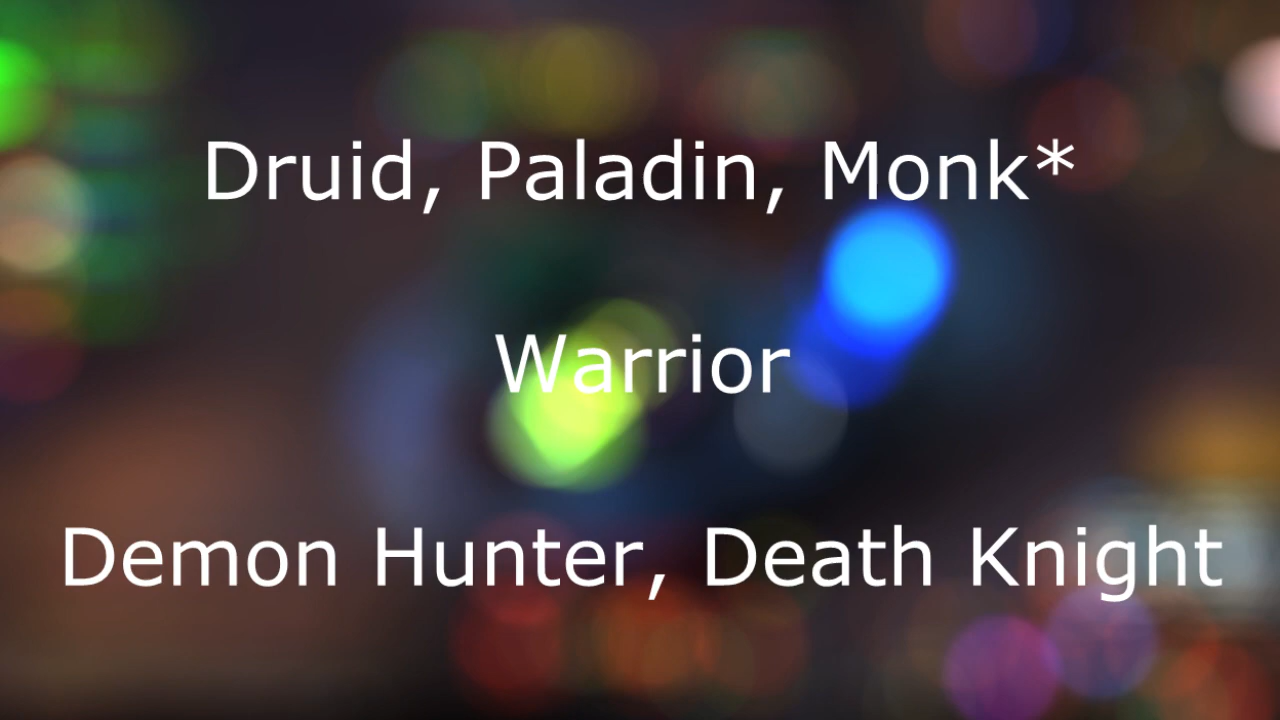 Druid, Paladin, Monk*
Warrior
Demon Hunter, Death Knight